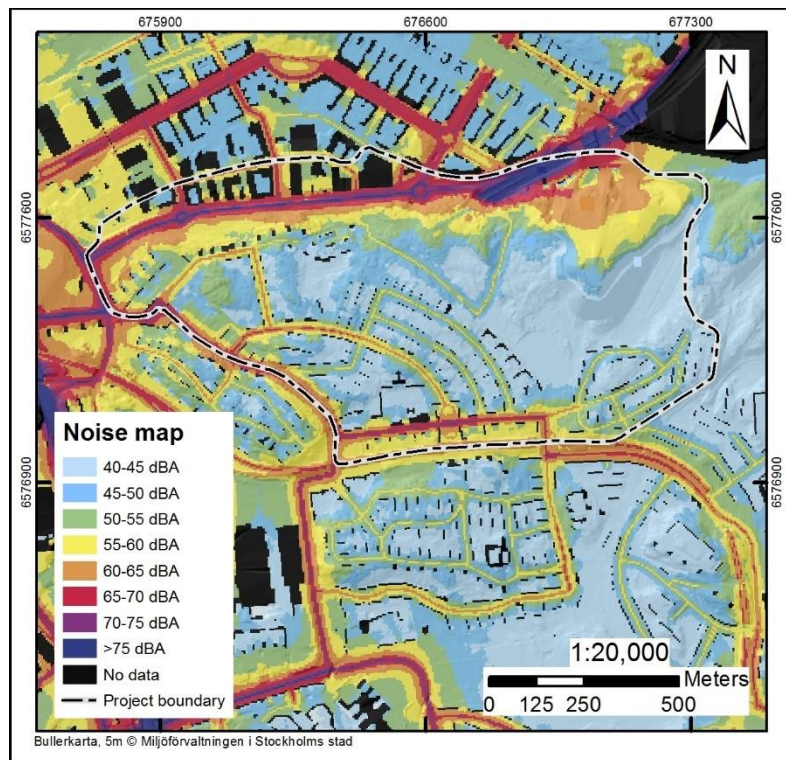 675900 676600 677300
N
6577600 6577600
6576900 6576900
Noise map
40-45 dBA
45-50 dBA
50-55 dBA
55-60 dBA
60-65 dBA
65-70 dBA
70-75 dBA
>75 dBA
No data
Project boundary
1:20,000
Meters
0 125 250 500
Bullerkarta, 5m © Miljöförvaltningen i Stockholms stad